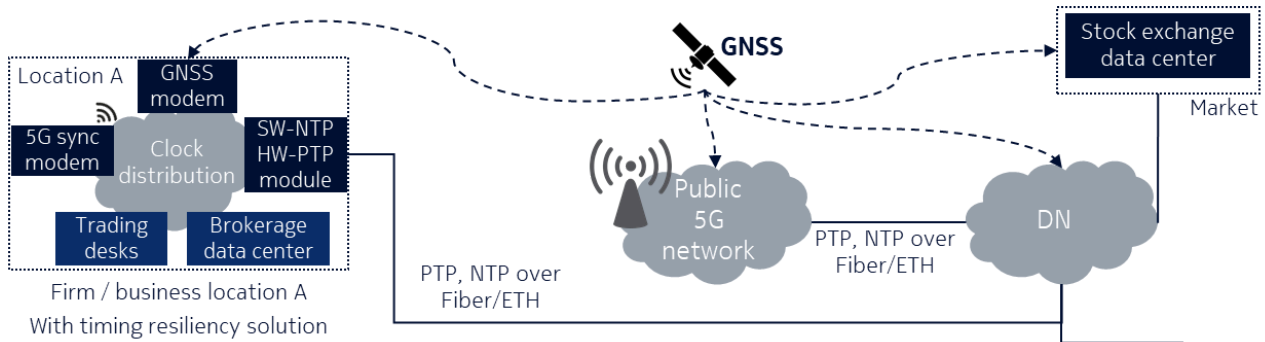 GNSS
Stock exchange
data center
Market
Location A
GNSS
modem
5G sync
modem
Clock
distribution
SW-NTP
HW-PTP
module
Trading
desks
Brokerage
data center
Public
5G
network
DN
PTP, NTP over
Fiber/ETH
PTP, NTP over
Fiber/ETH
Firm / business location A
With timing resiliency solution